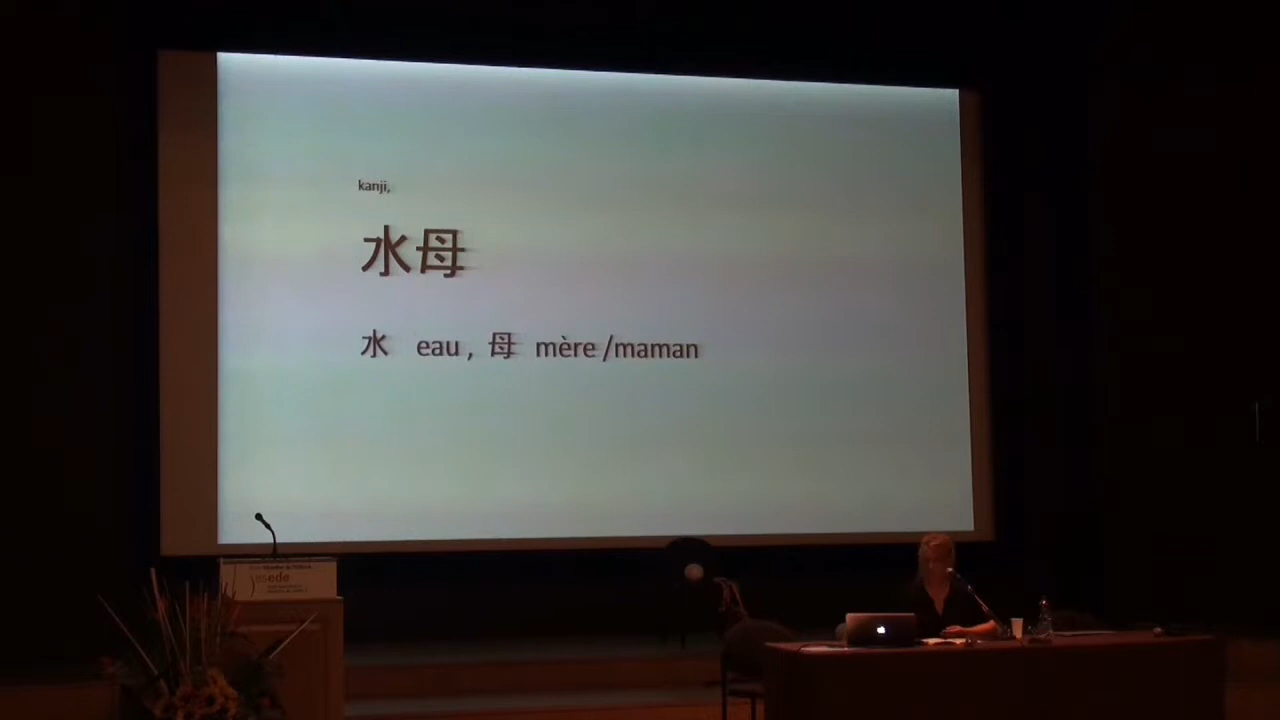 kanji,
水母
水 eau , 母 mère /maman